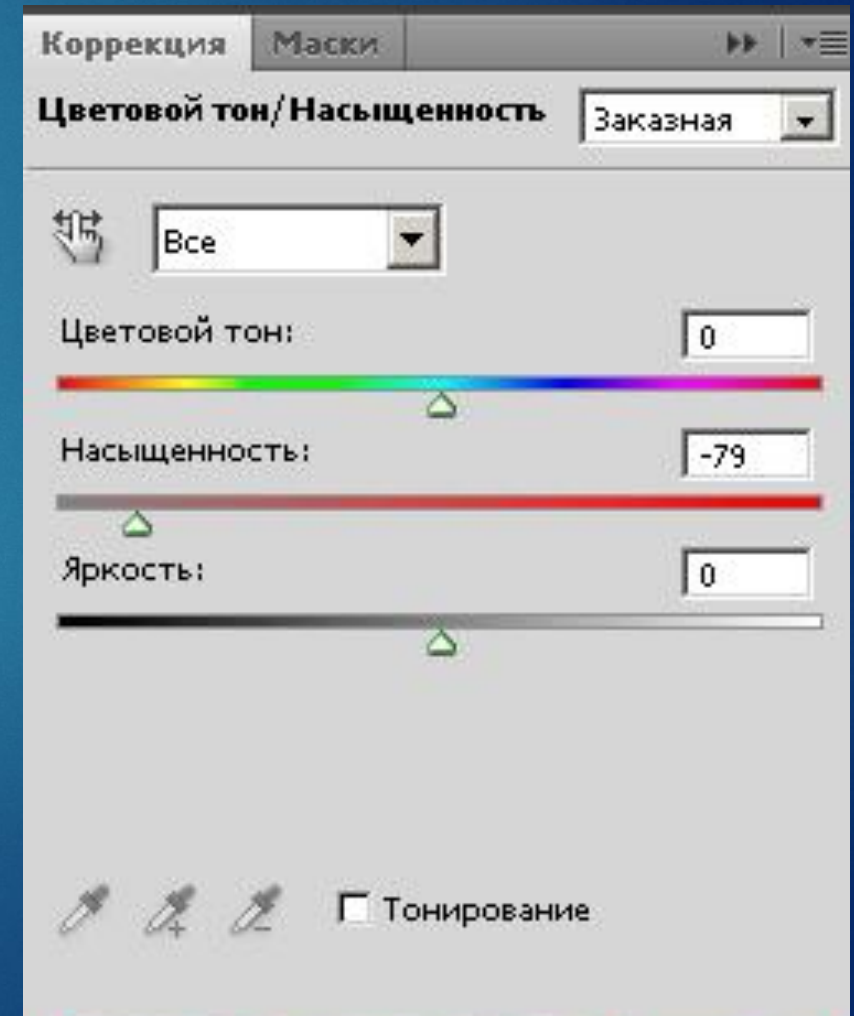 Коррекция Маски
Цветовой тон/Насыщенность Заказная
Все
Цветовой тон: 0
Насыщенность: -79
Яркость: 0
Тонирование